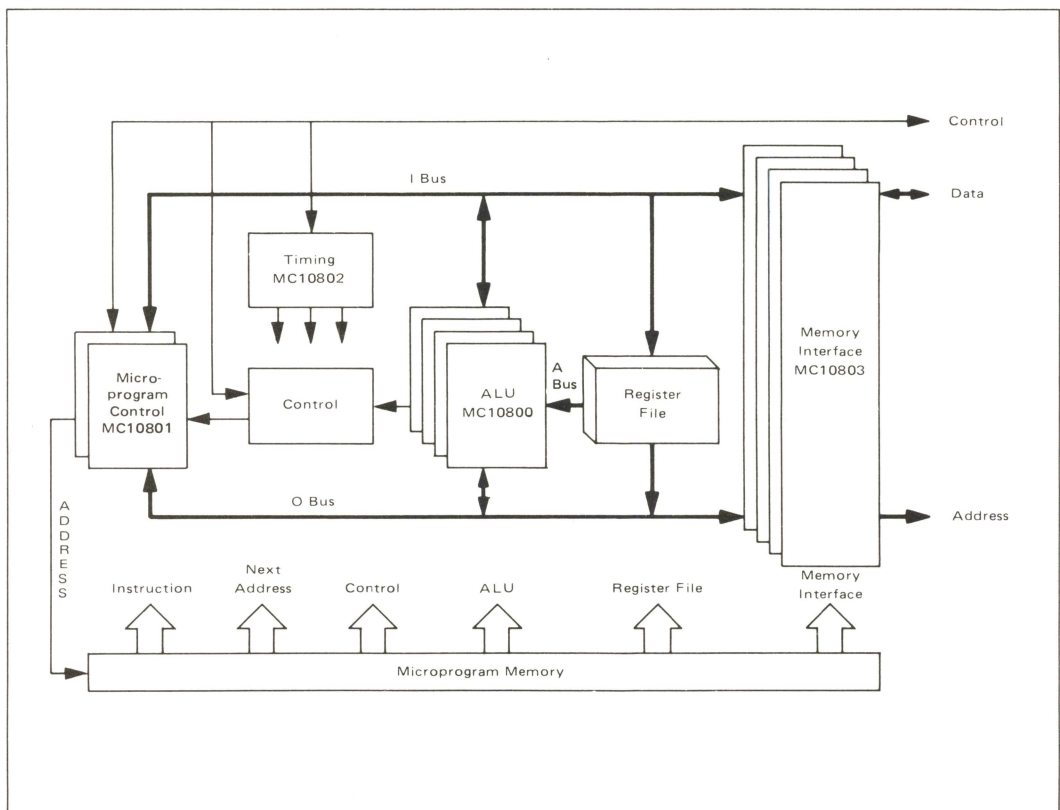 Control
I Bus
Data
Timing
MC10802
Micro-
program
Control
MC10801
Control
ALU
MC10800
A
Bus
Register
File
Memory
Interface
MC10803
O Bus
Address
ADDRESS
Instruction
Next
Address
Control
ALU
Register File
Memory
Interface
Microprogram Memory